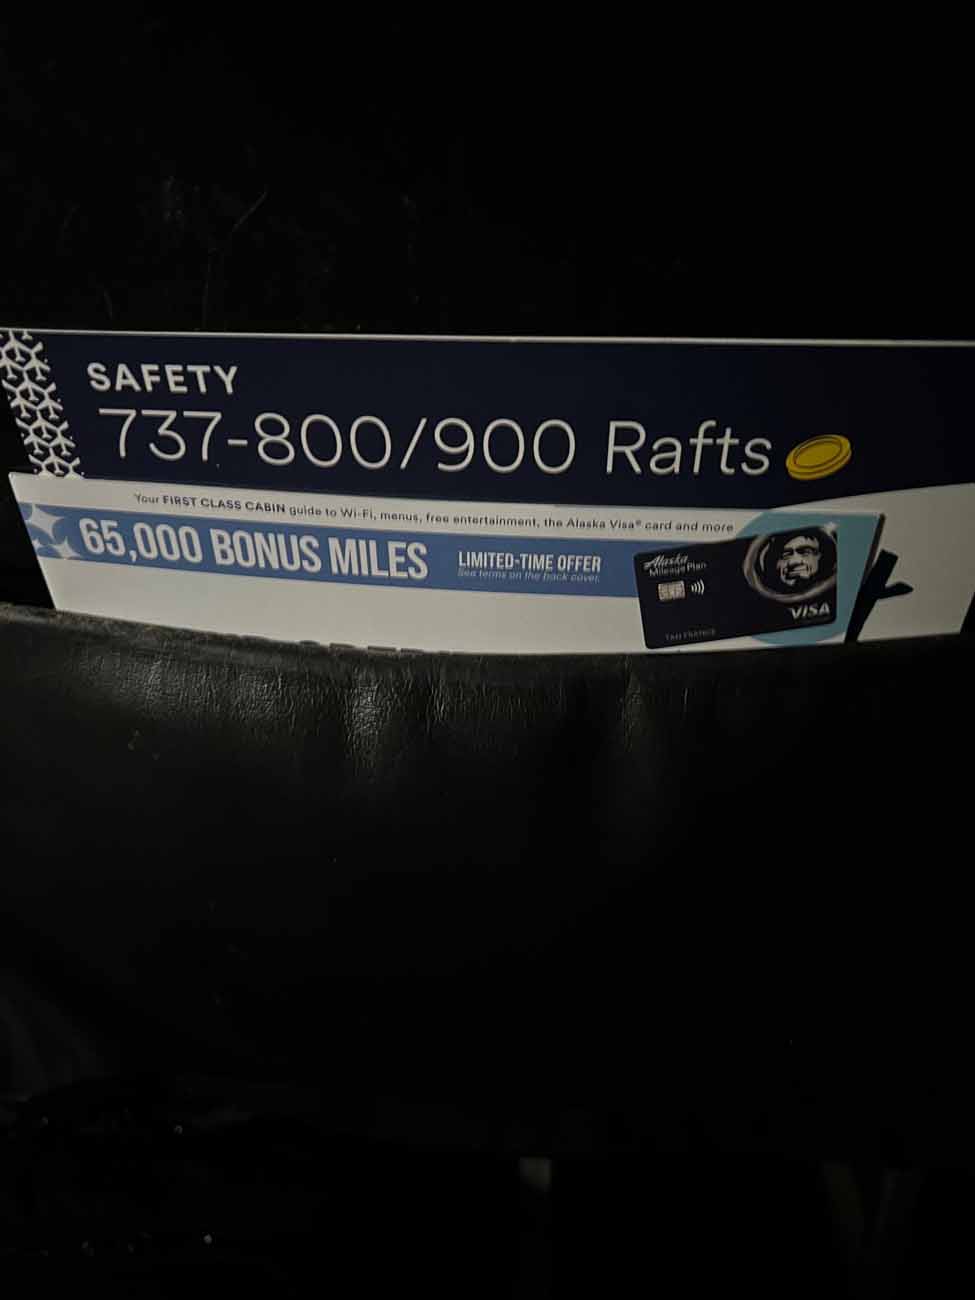 SAFETY
737-800/900 Rafts
Your FIRST CLASS CABIN guide to Wi-Fi, menus, free entertainment, the Alaska Visa® card and more
65,000 BONUS MILES
LIMITED-TIME OFFER
See terms on the back cover.
Alaska
Mileage Plan
VISA